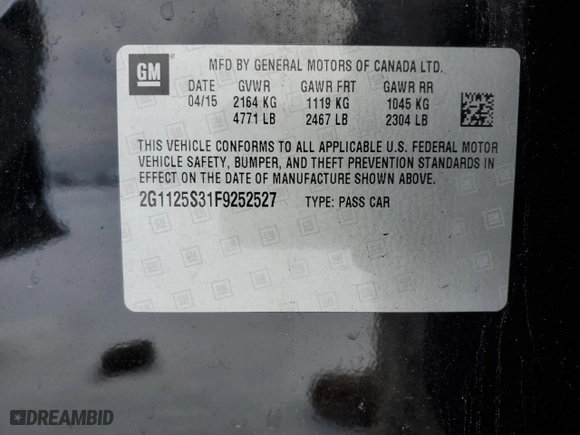 GM
MFD BY GENERAL MOTORS OF CANADA LTD.
DATE GVWR GAWR FRT GAWR RR
04/15 2164 KG 1119 KG 1045 KG
4771 LB 2467 LB 2304 LB
THIS VEHICLE CONFORMS TO ALL APPLICABLE U.S. FEDERAL MOTOR
VEHICLE SAFETY, BUMPER, AND THEFT PREVENTION STANDARDS IN
EFFECT ON THE DATE OF MANUFACTURE SHOWN ABOVE.
2G1125S31F9252527 TYPE: PASS CAR
DREAMBID